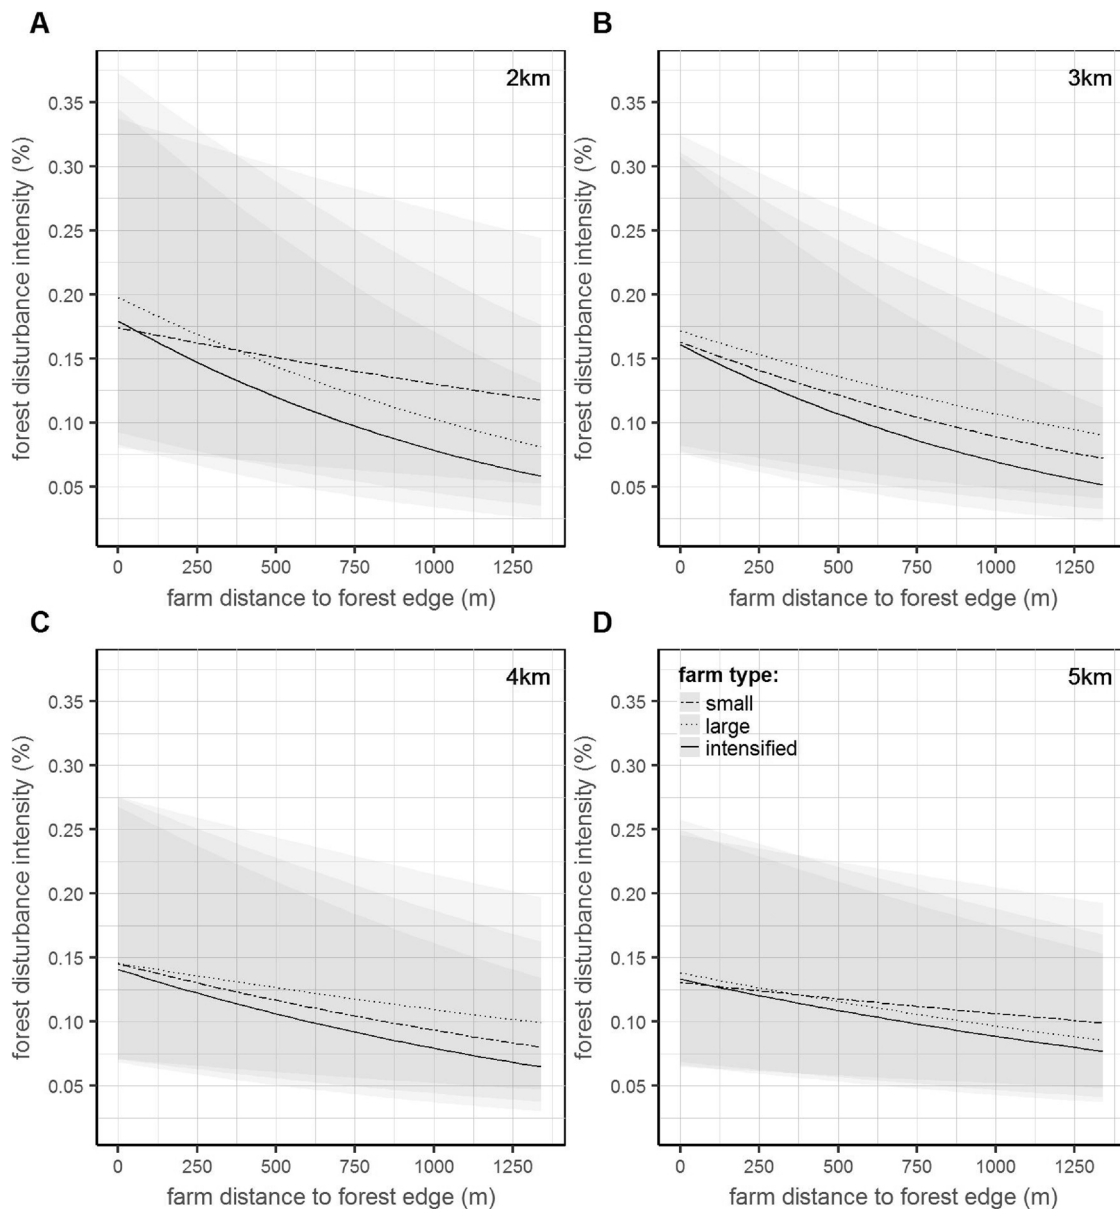 A
2km
forest disturbance intensity (%)
0.35
0.30
0.25
0.20
0.15
0.10
0.05
0 250 500 750 1000 1250
farm distance to forest edge (m)
B
3km
forest disturbance intensity (%)
0.35
0.30
0.25
0.20
0.15
0.10
0.05
0 250 500 750 1000 1250
farm distance to forest edge (m)
C
4km
forest disturbance intensity (%)
0.35
0.30
0.25
0.20
0.15
0.10
0.05
0 250 500 750 1000 1250
farm distance to forest edge (m)
D
5km
farm type:
small
large
intensified
forest disturbance intensity (%)
0.35
0.30
0.25
0.20
0.15
0.10
0.05
0 250 500 750 1000 1250
farm distance to forest edge (m)